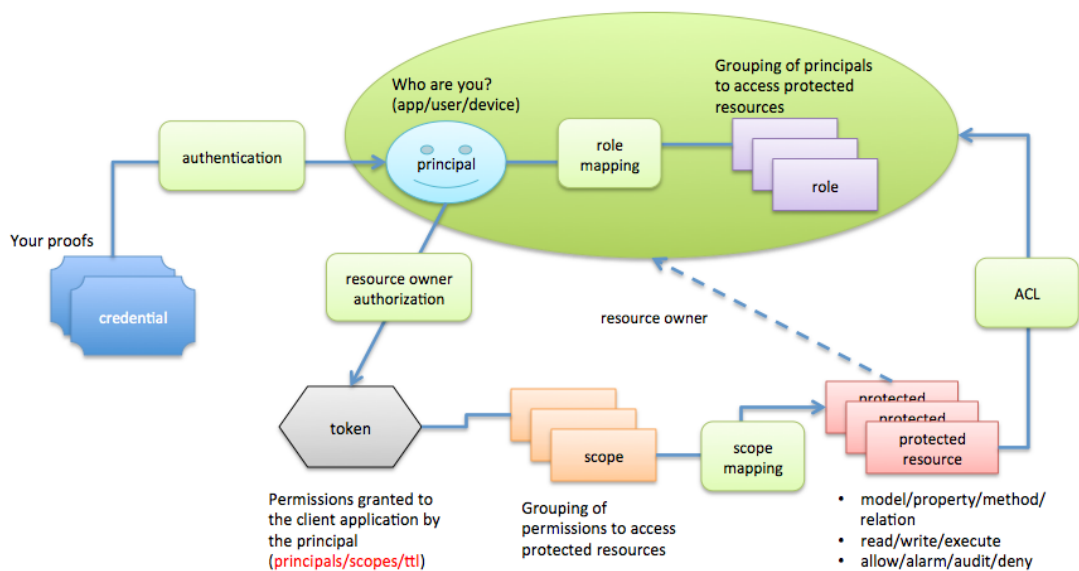 Who are you?
(app/user/device)
Grouping of principals
to access protected
resources
authentication
principal
role
mapping
role
Your proofs
credential
resource owner
authorization
resource owner
ACL
token
scope
scope
mapping
protected
protected
protected
resource
Permissions granted to
the client application by
the principal
(principals/scopes/ttl)
Grouping of
permissions to access
protected resources
• model/property/method/
relation
• read/write/execute
• allow/alarm/audit/deny